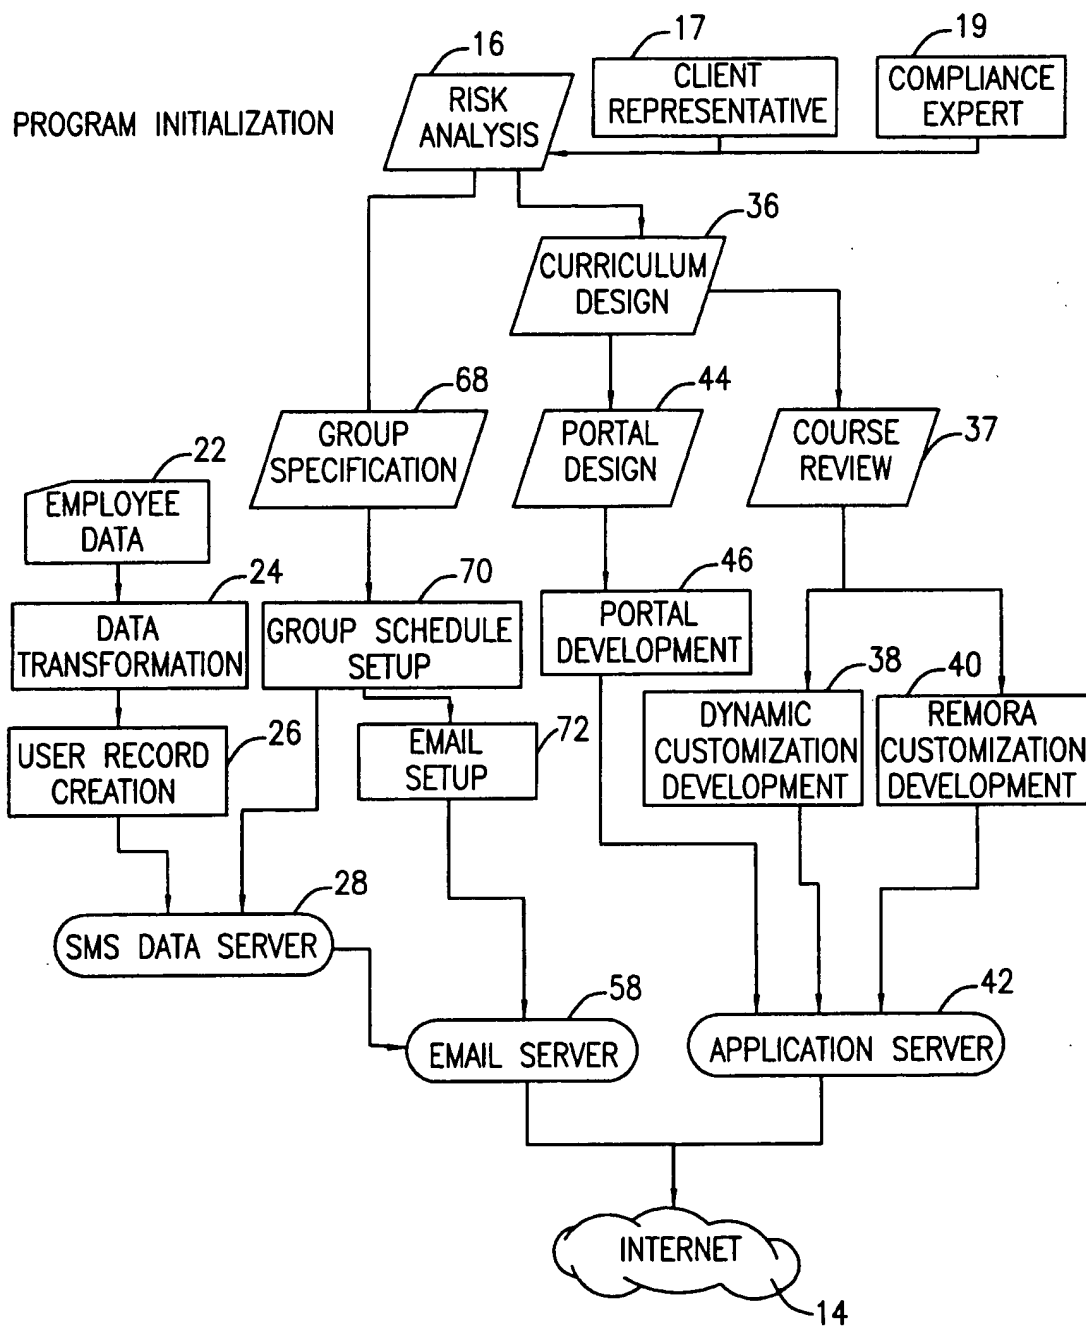 16
17
19
PROGRAM INITIALIZATION
RISK
ANALYSIS
CLIENT
REPRESENTATIVE
COMPLIANCE
EXPERT
36
CURRICULUM
DESIGN
68
44
37
GROUP
SPECIFICATION
PORTAL
DESIGN
COURSE
REVIEW
22
EMPLOYEE
DATA
24
70
46
DATA
TRANSFORMATION
GROUP SCHEDULE
SETUP
PORTAL
DEVELOPMENT
38
40
26
72
USER RECORD
CREATION
EMAIL
SETUP
DYNAMIC
CUSTOMIZATION
DEVELOPMENT
REMORA
CUSTOMIZATION
DEVELOPMENT
28
SMS DATA SERVER
58
42
EMAIL SERVER
APPLICATION SERVER
INTERNET
14